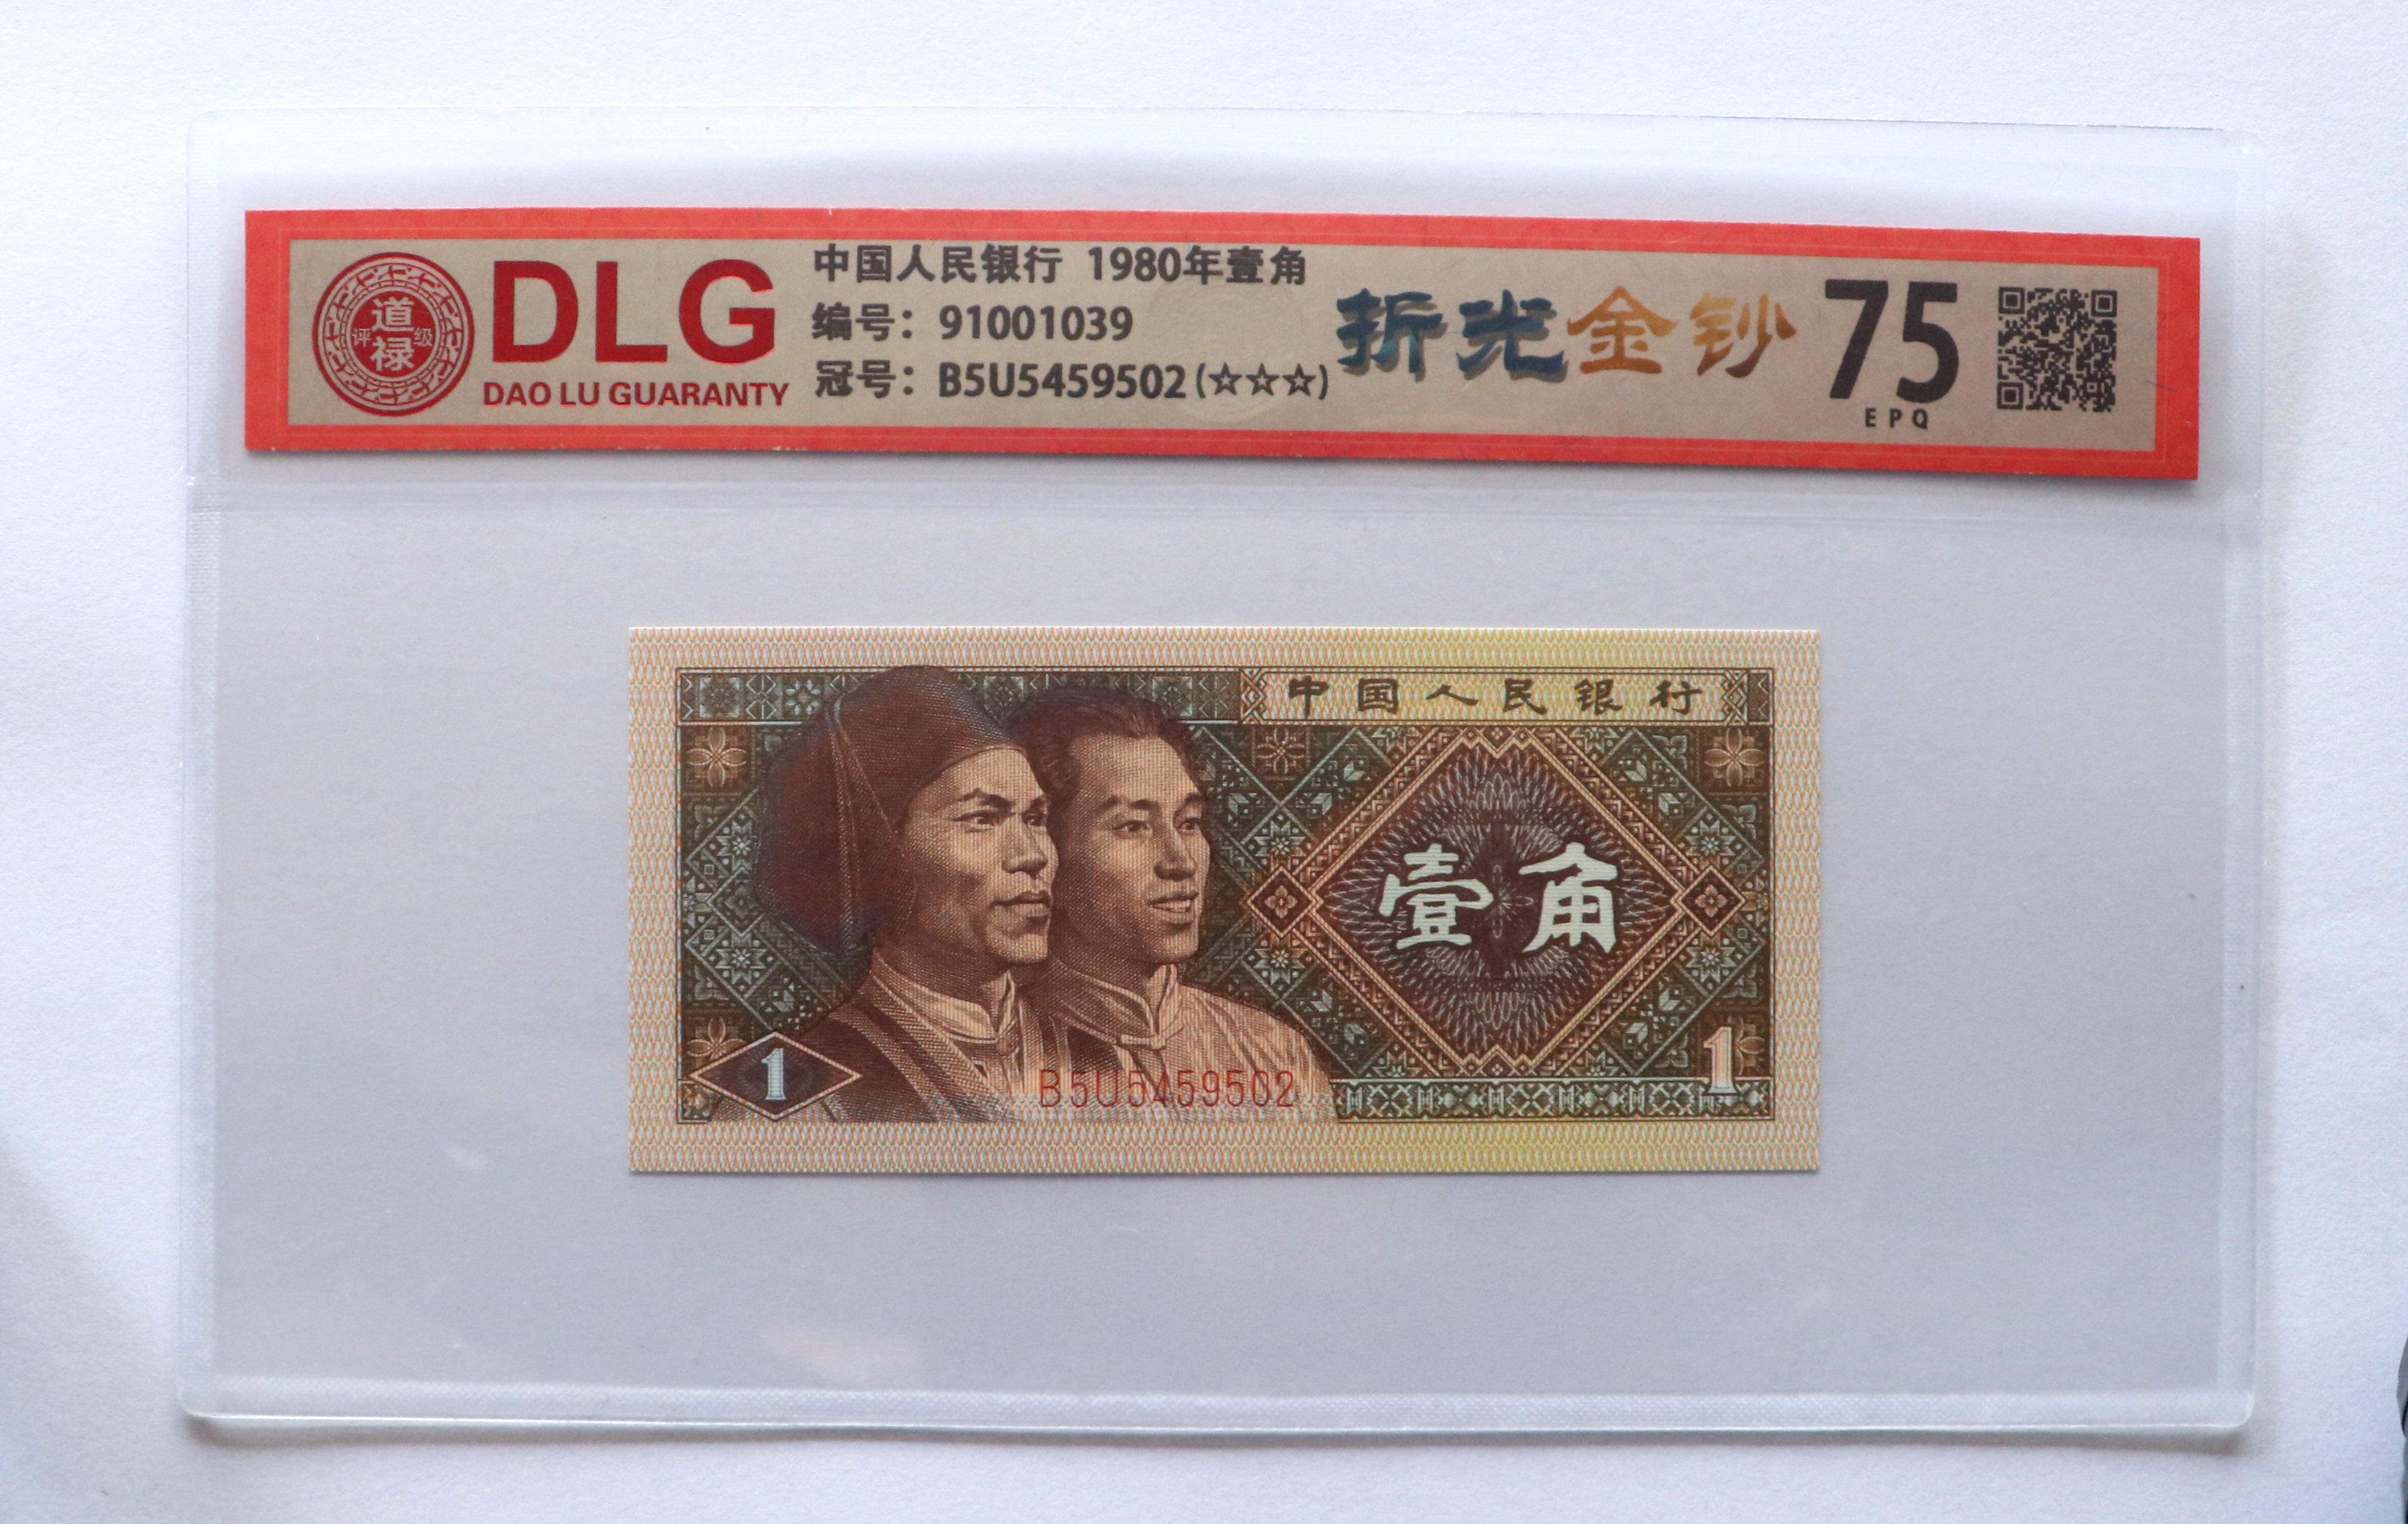 道禄
评级
DLG
DAO LU GUARANTY
中国人民银行 1980年壹角
编号：91001039
冠号：B5U5459502(☆☆☆)
折光金钞
75
EPQ
中国人民银行
壹角
1
B5U5459502
1